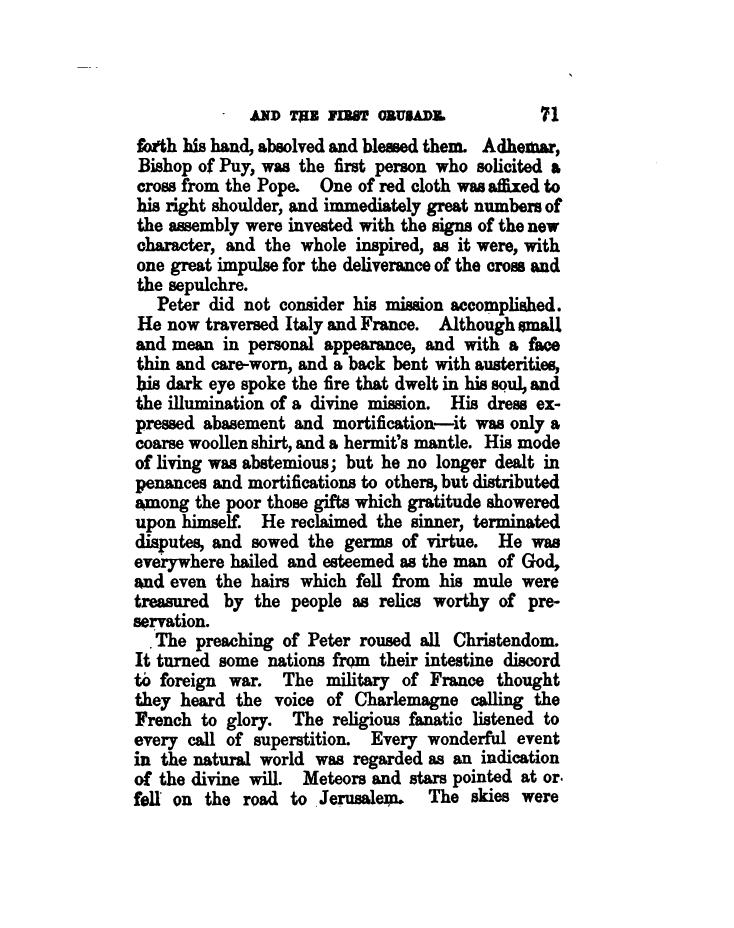 AND THE FIRST CRUSADE. 71
forth his hand, absolved and blessed them. Adhemar,
Bishop of Puy, was the first person who solicited a
cross from the Pope. One of red cloth was affixed to
his right shoulder, and immediately great numbers of
the assembly were invested with the signs of the new
character, and the whole inspired, as it were, with
one great impulse for the deliverance of the cross and
the sepulchre.
Peter did not consider his mission accomplished.
He now traversed Italy and France. Although small
and mean in personal appearance, and with a face
thin and care-worn, and a back bent with austerities,
his dark eye spoke the fire that dwelt in his soul, and
the illumination of a divine mission. His dress ex-
pressed abasement and mortification—it was only a
coarse woollen shirt, and a hermit's mantle. His mode
of living was abstemious; but he no longer dealt in
penances and mortifications to others, but distributed
among the poor those gifts which gratitude showered
upon himself. He reclaimed the sinner, terminated
disputes, and sowed the germs of virtue. He was
everywhere hailed and esteemed as the man of God,
and even the hairs which fell from his mule were
treasured by the people as relics worthy of pre-
servation.
The preaching of Peter roused all Christendom.
It turned some nations from their intestine discord
to foreign war. The military of France thought
they heard the voice of Charlemagne calling the
French to glory. The religious fanatic listened to
every call of superstition. Every wonderful event
in the natural world was regarded as an indication
of the divine will. Meteors and stars pointed at or
fell on the road to Jerusalem. The skies were